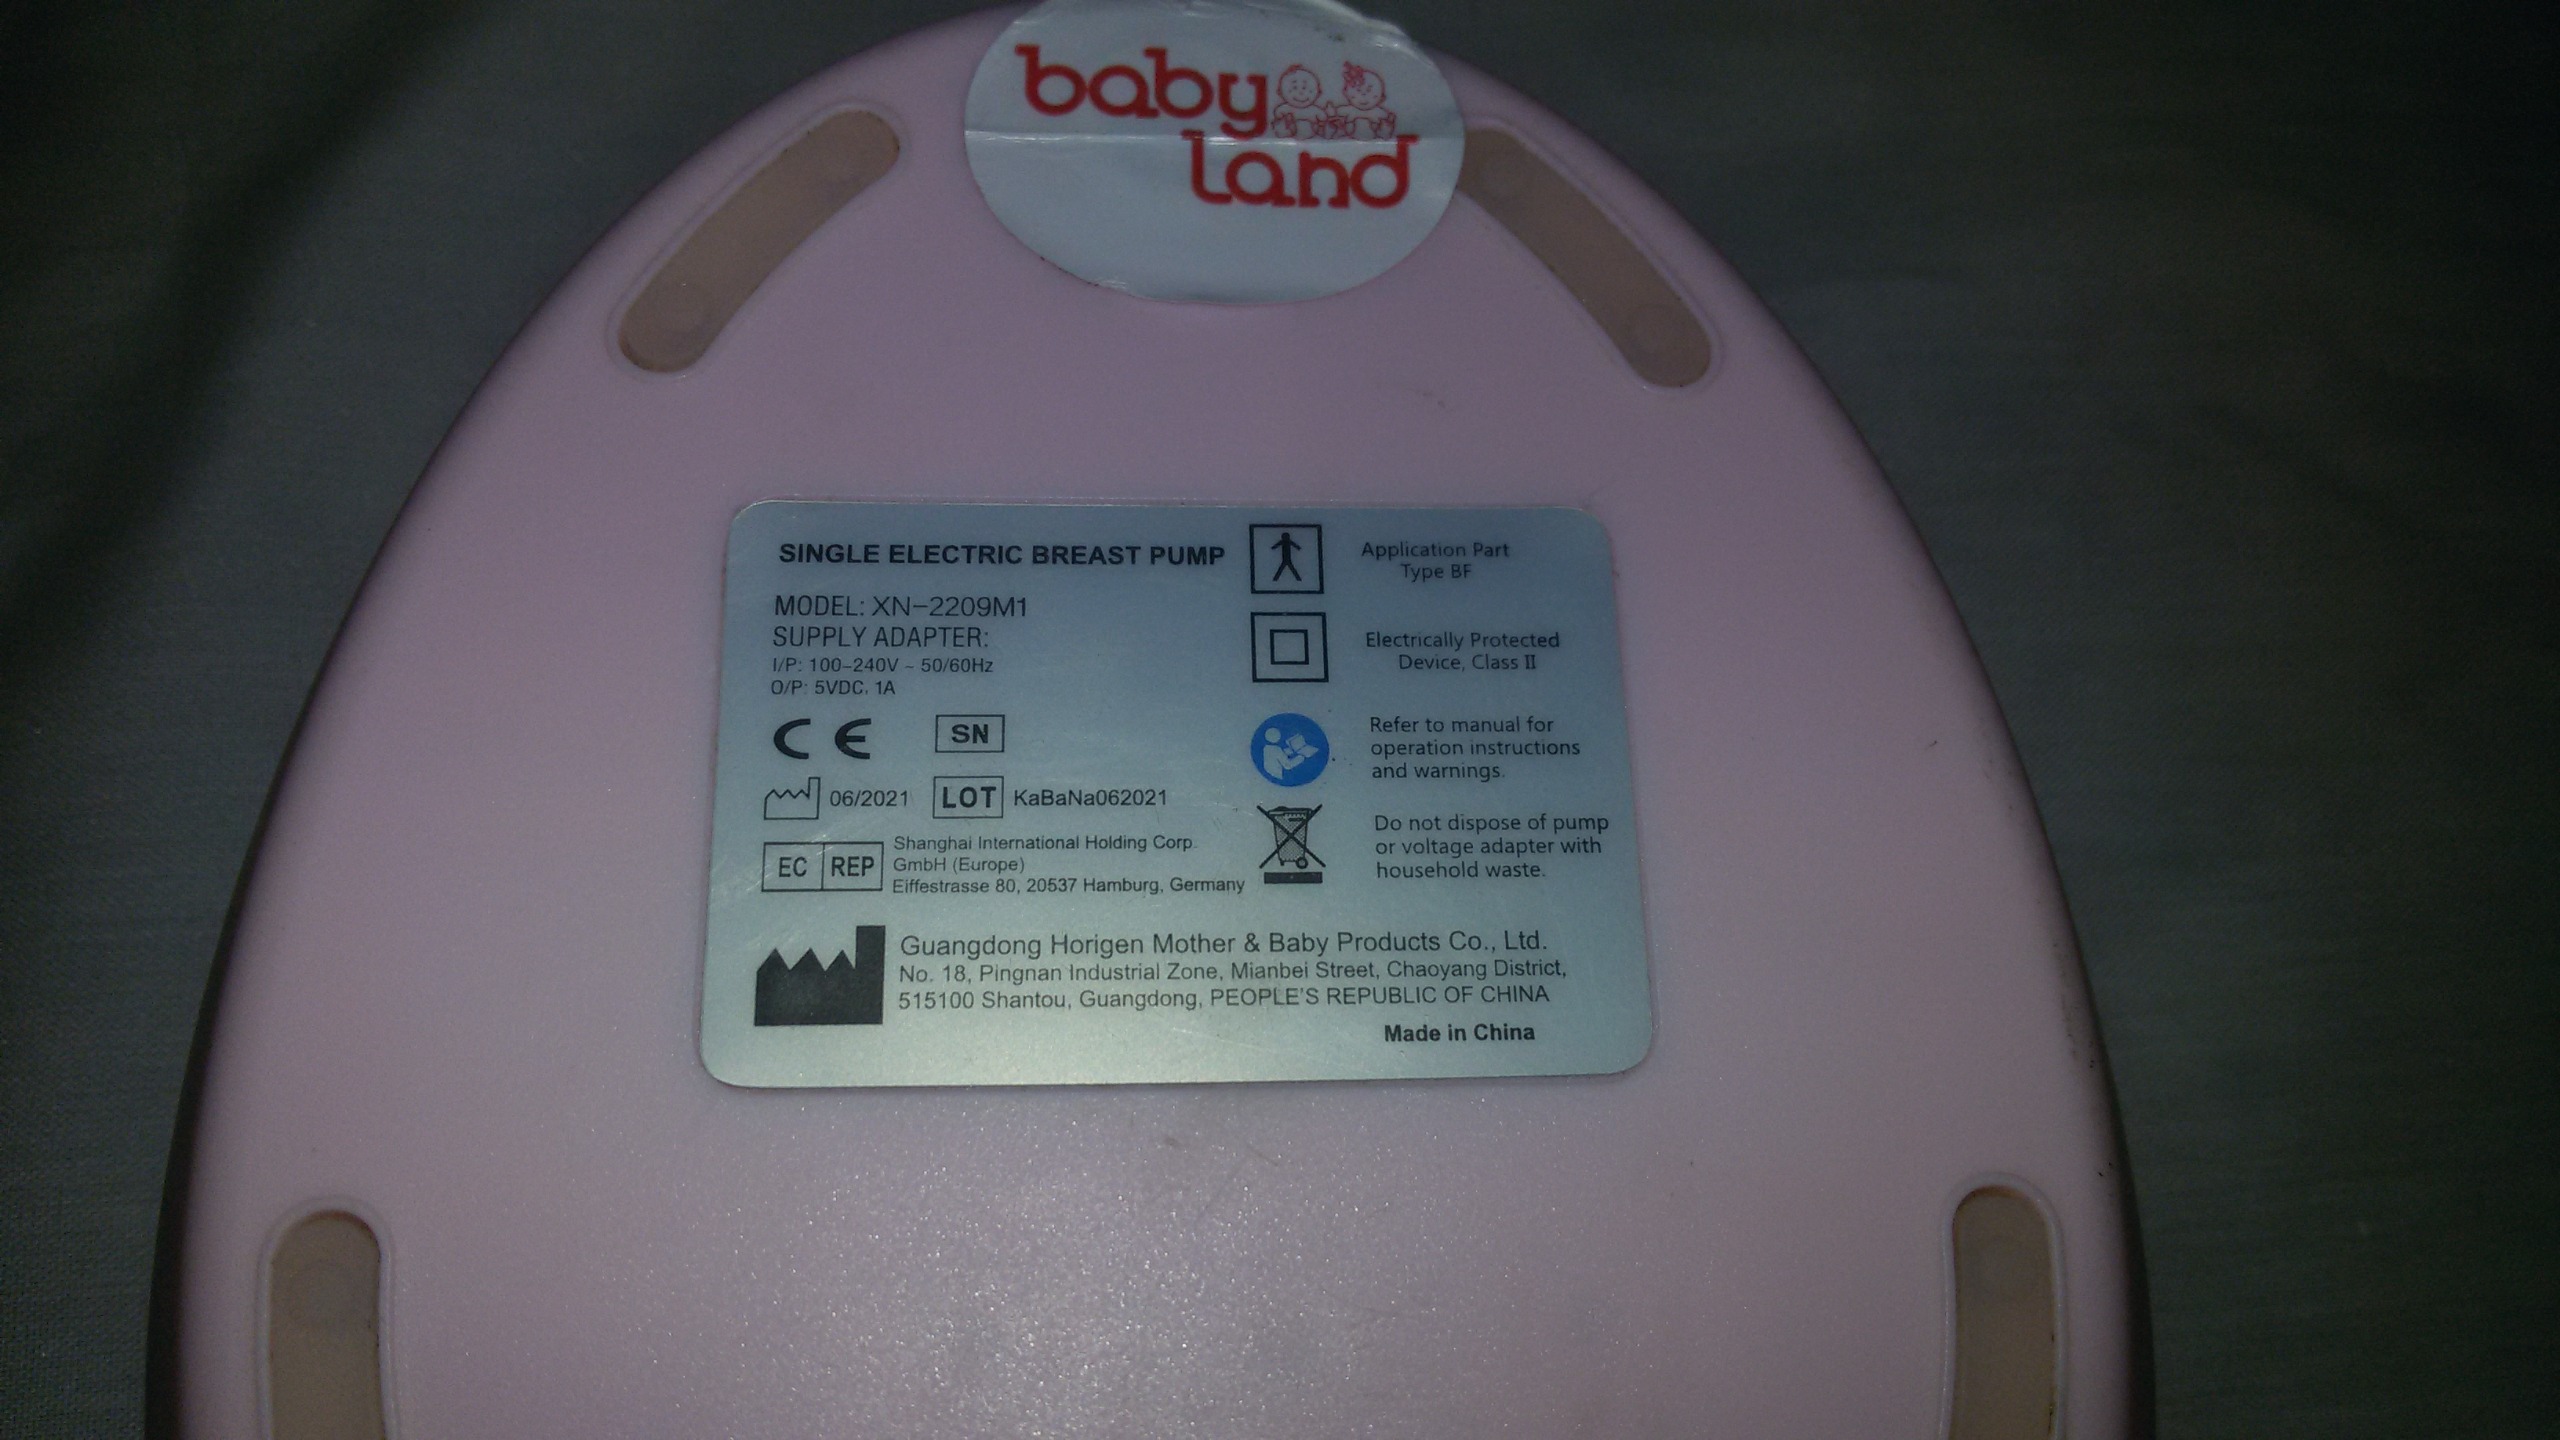 baby
land
SINGLE ELECTRIC BREAST PUMP
MODEL: XN-2209M1
SUPPLY ADAPTER:
I/P: 100-240V ~ 50/60Hz
O/P: 5VDC, 1A
CE SN
06/2021 LOT KaBaNa062021
EC REP
Shanghai International Holding Corp.
GmbH (Europe)
Eiffestrasse 80, 20537 Hamburg, Germany
Application Part
Type BF
Electrically Protected
Device, Class II
Refer to manual for
operation instructions
and warnings.
Do not dispose of pump
or voltage adapter with
household waste.
Guangdong Horigen Mother & Baby Products Co., Ltd.
No. 18, Pingnan Industrial Zone, Mianbei Street, Chaoyang District,
515100 Shantou, Guangdong, PEOPLE'S REPUBLIC OF CHINA
Made in China